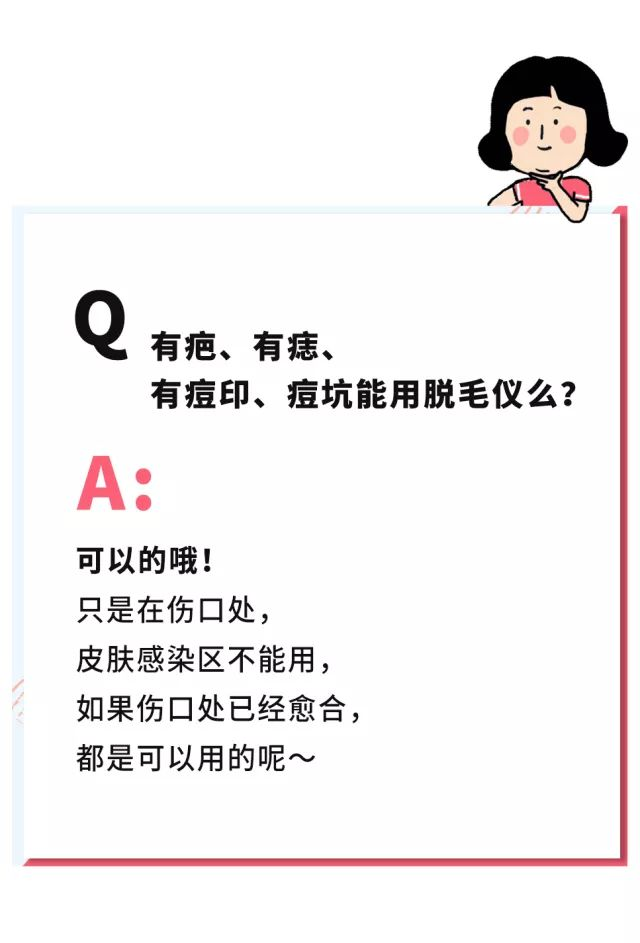 Q
有疤、有痣、
有痘印、痘坑能用脱毛仪么?
A:
可以的哦!
只是在伤口处，
皮肤感染区不能用，
如果伤口处已经愈合，
都是可以用的呢～